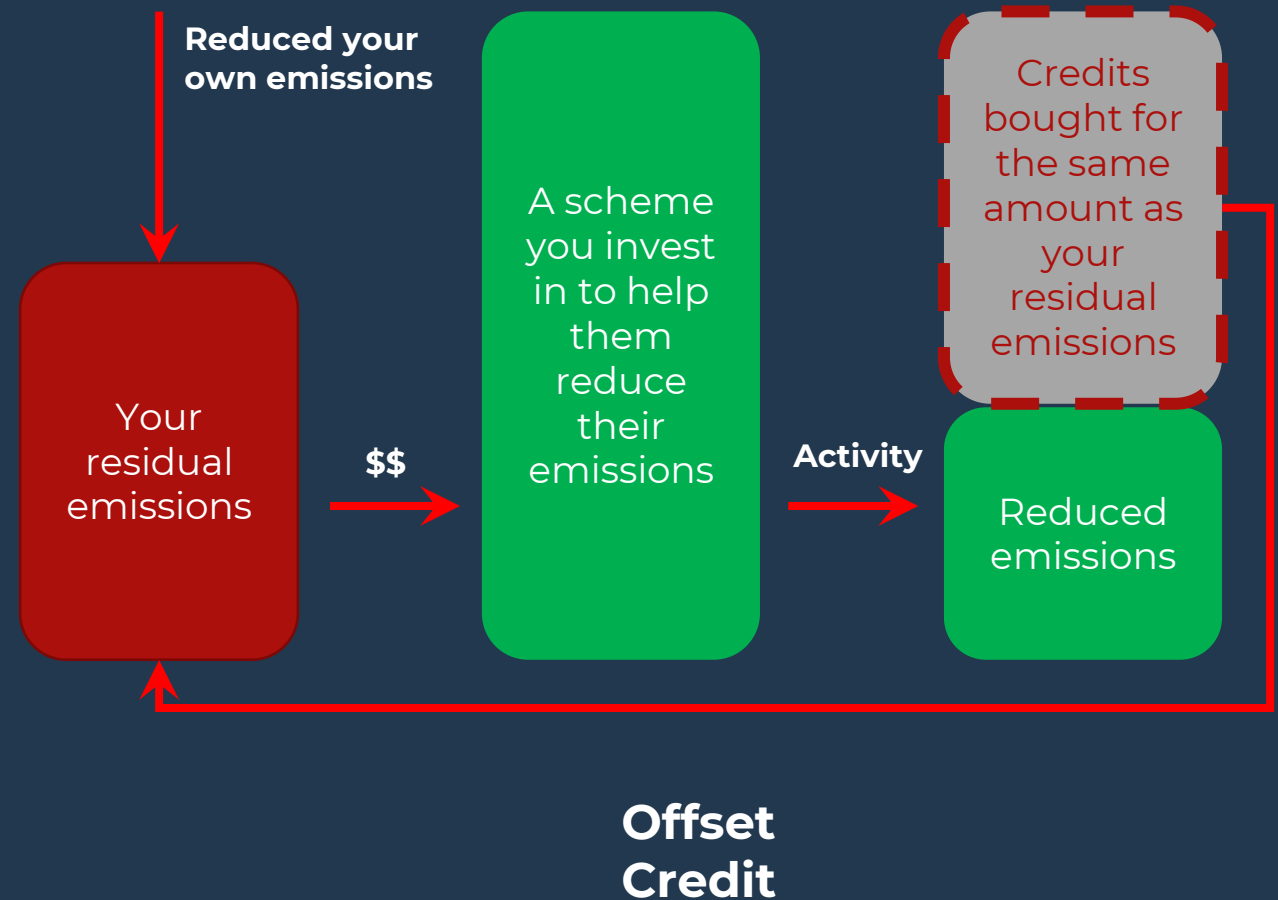 Reduced your
own emissions
Your
residual
emissions
$$
A scheme
you invest
in to help
them
reduce
their
emissions
Activity
Credits
bought for
the same
amount as
your
residual
emissions
Reduced
emissions
Offset
Credit